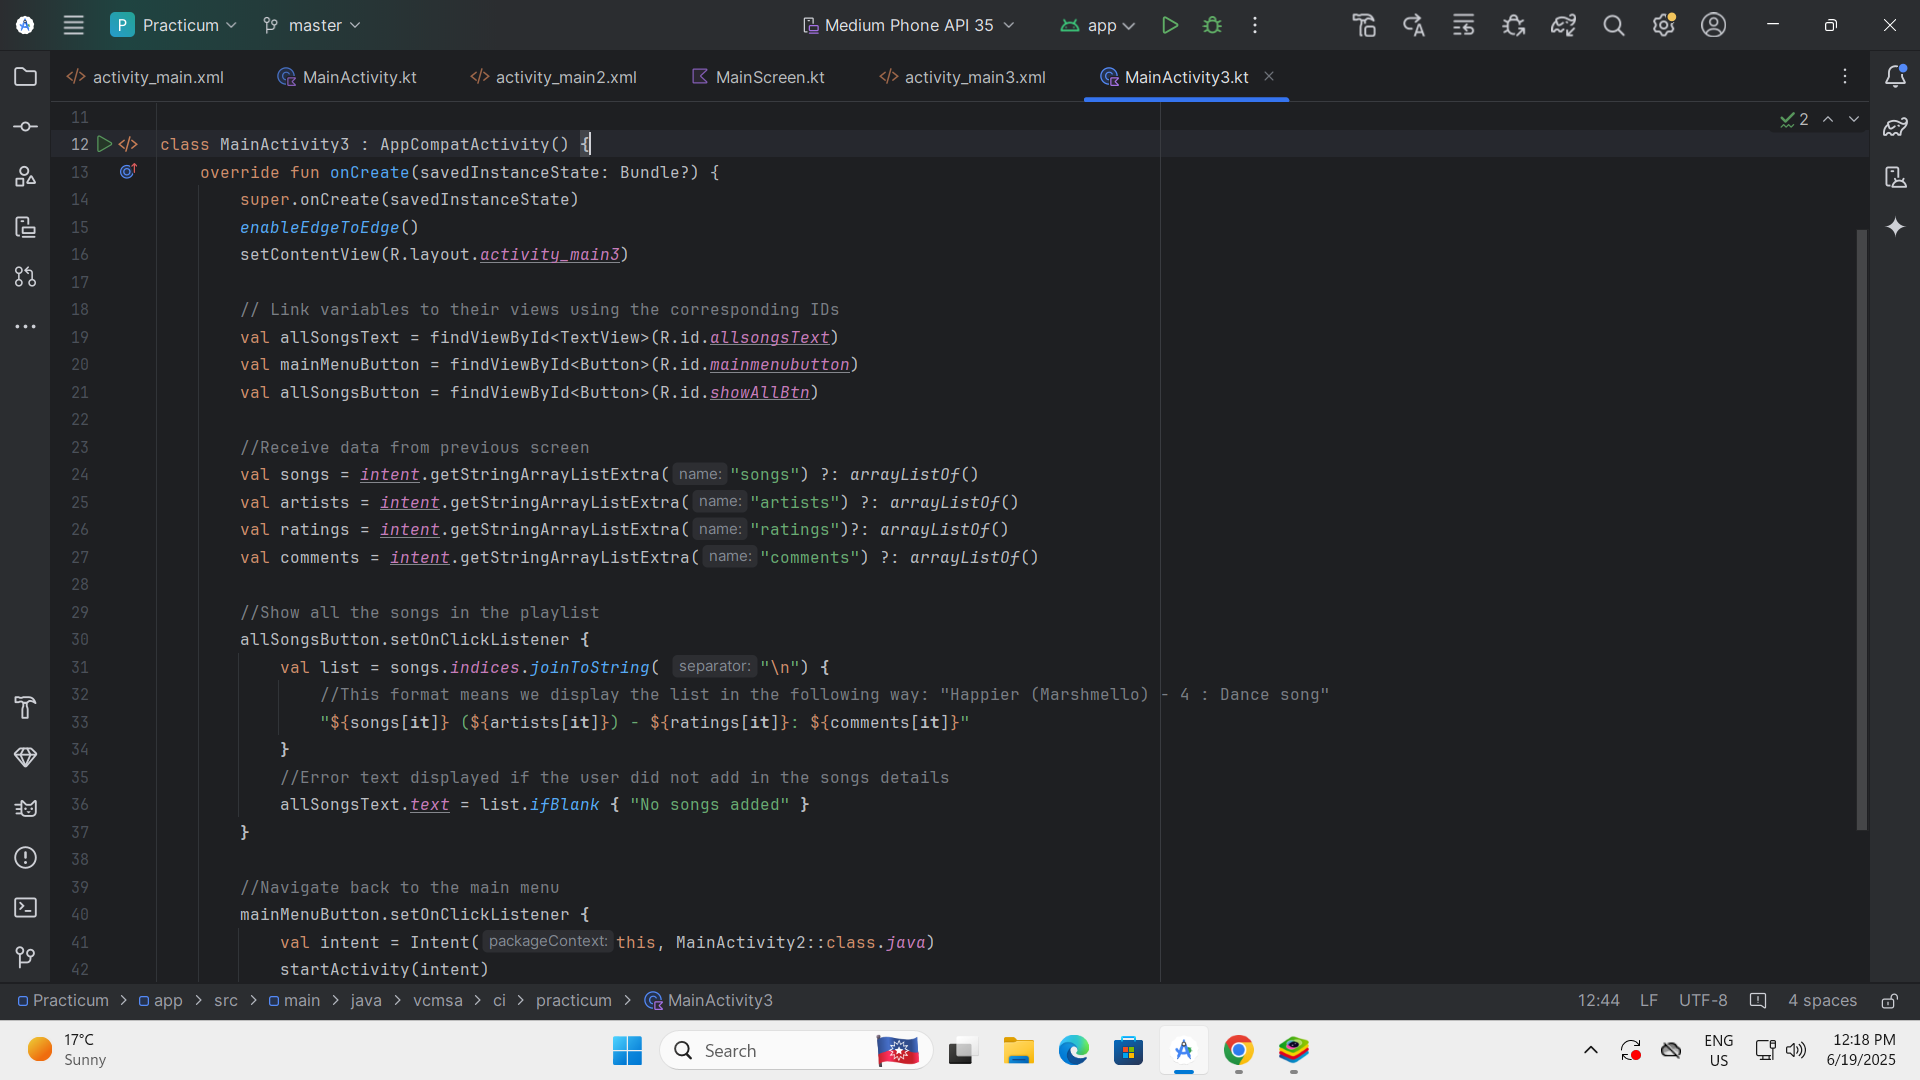 P Practicum master Medium Phone API 35 app
activity_main.xml MainActivity.kt activity_main2.xml MainScreen.kt activity_main3.xml MainActivity3.kt
11
12 class MainActivity3 : AppCompatActivity() {
2
13 override fun onCreate(savedInstanceState: Bundle?) {
14 super.onCreate(savedInstanceState)
15 enableEdgeToEdge()
16 setContentView(R.layout.activity_main3)
17
18 // Link variables to their views using the corresponding IDs
19 val allSongsText = findViewById<TextView>(R.id.allsongsText)
20 val mainMenuButton = findViewById<Button>(R.id.mainmenubutton)
21 val allSongsButton = findViewById<Button>(R.id.showAllBtn)
22
23 //Receive data from previous screen
24 val songs = intent.getStringArrayListExtra( name: "songs") ?: arrayListOf()
25 val artists = intent.getStringArrayListExtra( name: "artists") ?: arrayListOf()
26 val ratings = intent.getStringArrayListExtra( name: "ratings")?: arrayListOf()
27 val comments = intent.getStringArrayListExtra( name: "comments") ?: arrayListOf()
28
29 //Show all the songs in the playlist
30 allSongsButton.setOnClickListener {
31 val list = songs.indices.joinToString( separator: "\n") {
32 //This format means we display the list in the following way: "Happier (Marshmello) - 4 : Dance song"
33 "${songs[it]} (${artists[it]}) - ${ratings[it]}: ${comments[it]}"
34 }
35 //Error text displayed if the user did not add in the songs details
36 allSongsText.text = list.ifBlank { "No songs added" }
37 }
38
39 //Navigate back to the main menu
40 mainMenuButton.setOnClickListener {
41 val intent = Intent( packageContext: this, MainActivity2::class.java)
42 startActivity(intent)
Practicum > app > src > main > java > vcmsa > ci > practicum > MainActivity3 12:44 LF UTF-8 4 spaces
17°C
Sunny
Search
ENG
US
12:18 PM
6/19/2025